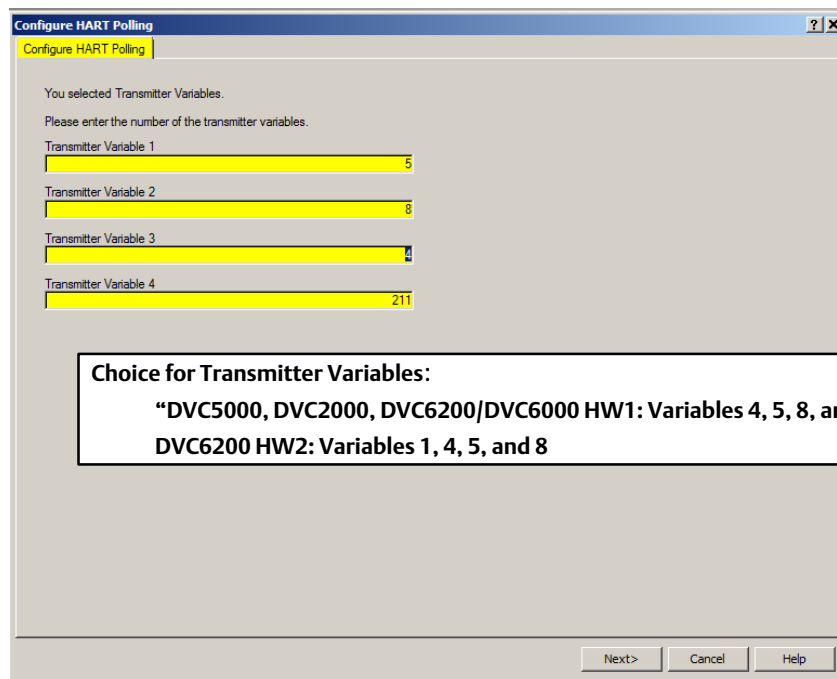 Configure HART Polling
Configure HART Polling
You selected Transmitter Variables.
Please enter the number of the transmitter variables.
Transmitter Variable 1
5
Transmitter Variable 2
8
Transmitter Variable 3
4
Transmitter Variable 4
211
Choice for Transmitter Variables:
“DVC5000, DVC2000, DVC6200/DVC6000 HW1: Variables 4, 5, 8,
DVC6200 HW2: Variables 1, 4, 5, and 8
Next> Cancel Help